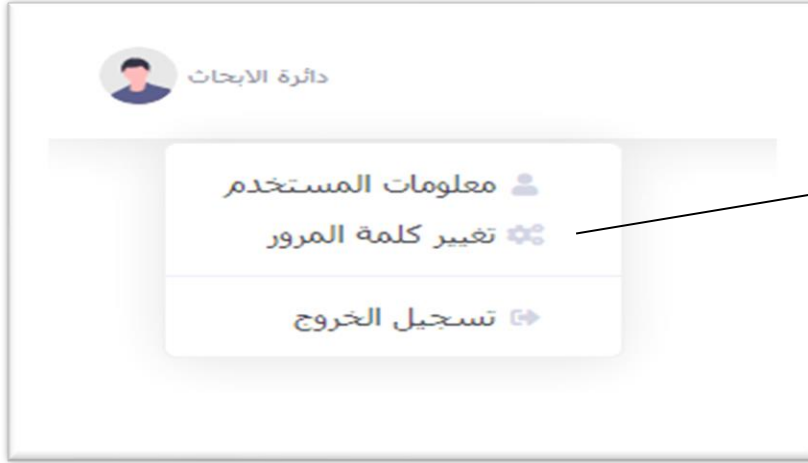 دائرة الابحاث
معلومات المستخدم
تغيير كلمة المرور
تسجيل الخروج